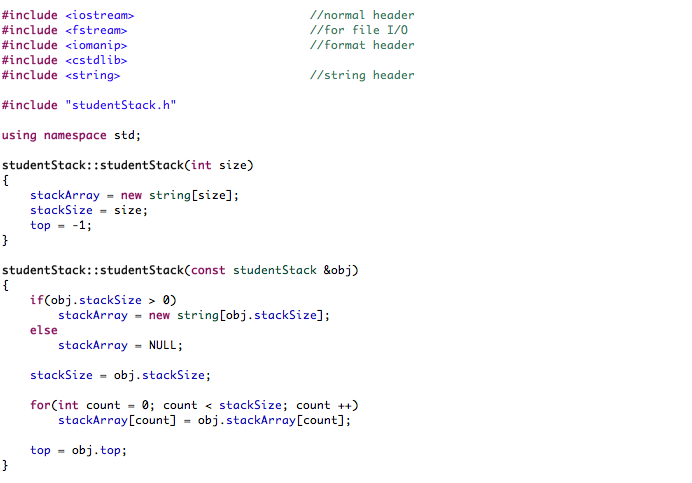 #include <iostream> //normal header
#include <fstream> //for file I/O
#include <iomanip> //format header
#include <cstdlib>
#include <string> //string header
#include "studentStack.h"
using namespace std;
studentStack::studentStack(int size)
{
stackArray = new string[size];
stackSize = size;
top = -1;
}
studentStack::studentStack(const studentStack &obj)
{
if(obj.stackSize > 0)
stackArray = new string[obj.stackSize];
else
stackArray = NULL;
stackSize = obj.stackSize;
for(int count = 0; count < stackSize; count ++)
stackArray[count] = obj.stackArray[count];
top = obj.top;
}